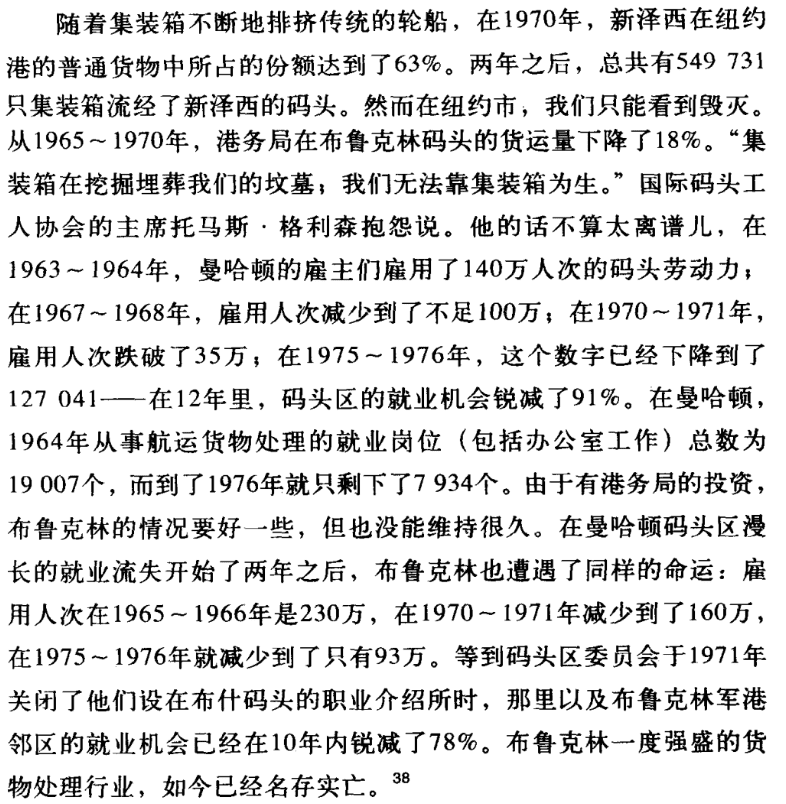 随着集装箱不断地排挤传统的轮船，在1970年，新泽西在纽约
港的普通货物中所占的份额达到了63%。两年之后，总共有549 731
只集装箱流经了新泽西的码头。然而在纽约市，我们只能看到毁灭。
从1965～1970年，港务局在布鲁克林码头的货运量下降了18%。“集
装箱在挖掘埋葬我们的坟墓；我们无法靠集装箱为生。”国际码头工
人协会的主席托马斯·格利森抱怨说。他的话不算太离谱儿，在
1963～1964年，曼哈顿的雇主们雇用了140万人次的码头劳动力；
在1967～1968年，雇用人次减少到了不足100万；在1970～1971年，
雇用人次跌破了35万；在1975～1976年，这个数字已经下降到了
127 041——在12年里，码头区的就业机会锐减了91%。在曼哈顿，
1964年从事航运货物处理的就业岗位（包括办公室工作）总数为
19 007个，而到了1976年就只剩下了7 934个。由于有港务局的投资，
布鲁克林的情况要好一些，但也没能维持很久。在曼哈顿码头区漫
长的就业流失开始了两年之后，布鲁克林也遭遇了同样的命运：雇
用人次在1965～1966年是230万，在1970～1971年减少到了160万，
在1975～1976年就减少到了只有93万。等到码头区委员会于1971年
关闭了他们设在布什码头的职业介绍所时，那里以及布鲁克林军港
邻区的就业机会已经在10年内锐减了78%。布鲁克林一度强盛的货
物处理行业，如今已经名存实亡。38